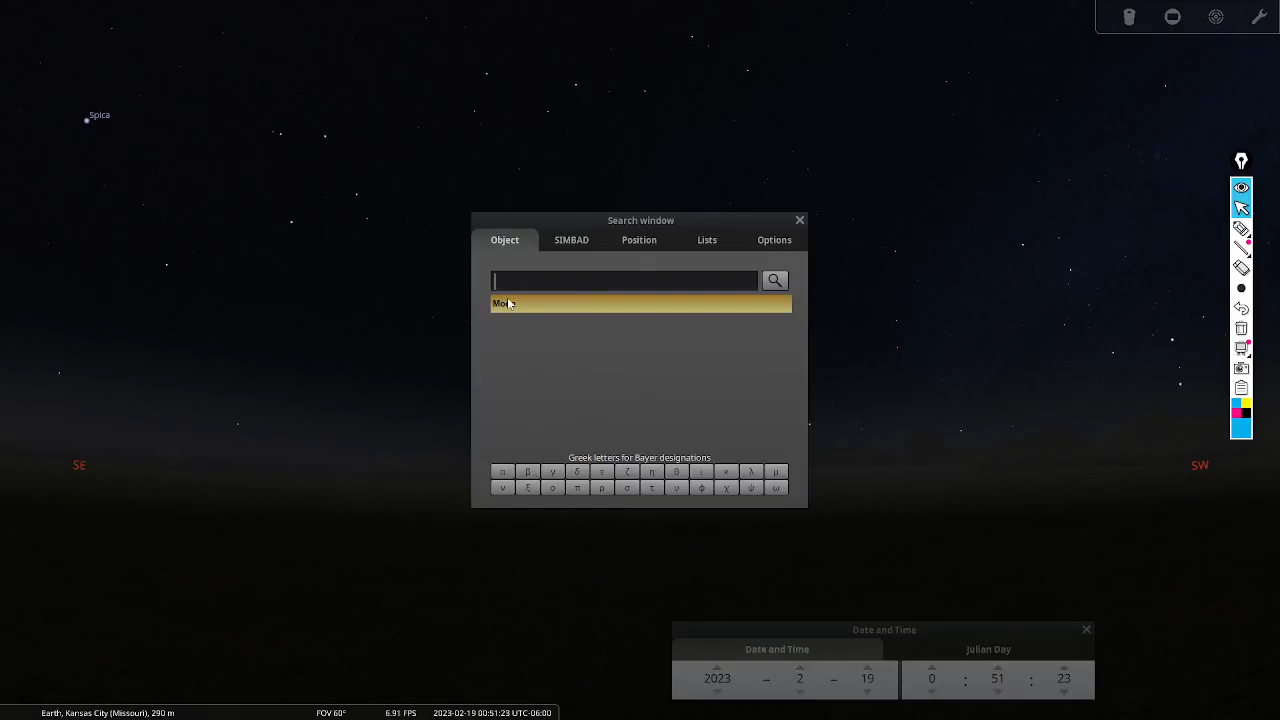 Spica
Search window
Object SIMBAD Position Lists Options
Greek letters for Bayer designations
α β γ δ ε ζ η θ ι κ λ μ
ν ξ ο π ρ σ τ υ φ χ ψ ω
SE
SW
Date and Time
Date and Time Julian Day
2023 – 2 – 19 0 : 51 : 23
Earth, Kansas City (Missouri), 290 m FOV 60° 6.91 FPS 2023-02-19 00:51:23 UTC-06:00